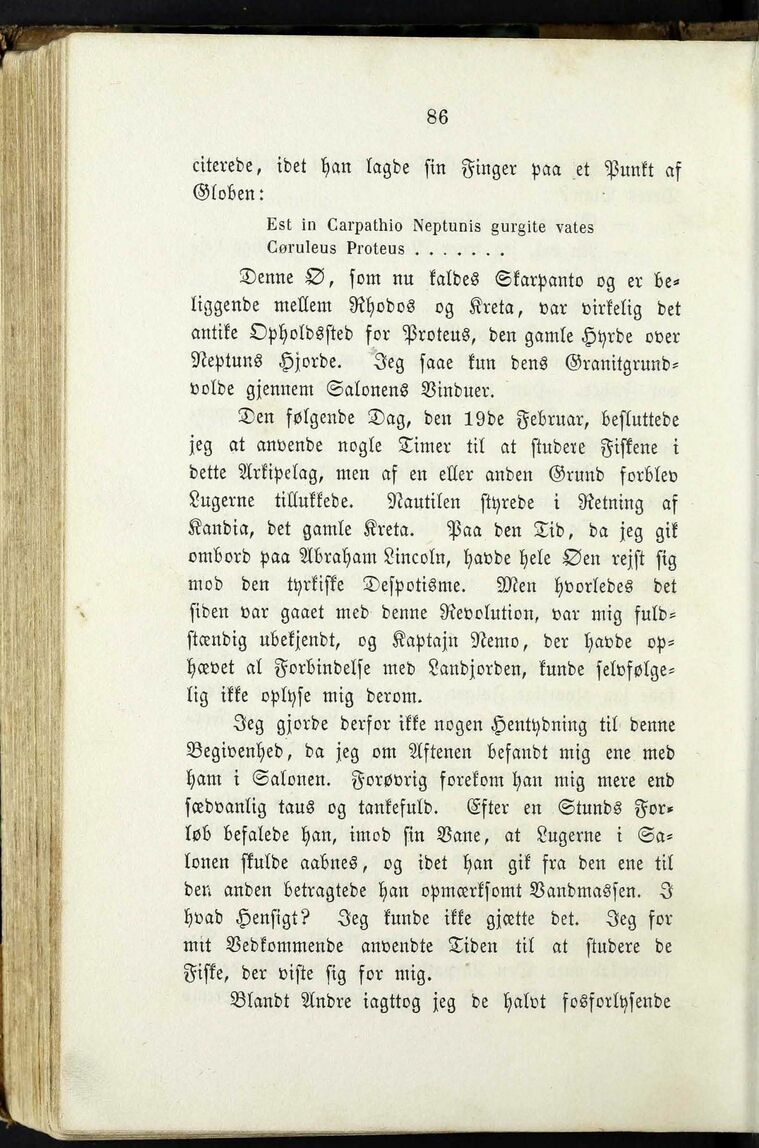 86
citerede, idet han lagde sin Finger paa et Punkt af
Globen:
Est in Carpathio Neptunis gurgite vates
Cøruleus Proteus . . . . . . .
Denne Ø, som nu kaldes Skarpanto og er be-
liggende mellem Rhodos og Kreta, var virkelig det
antike Opholdssted for Proteus, den gamle Hyrde over
Neptuns Hjorde. Jeg saae kun dens Granitgrund-
volde gjennem Salonens Vinduer.
Den følgende Dag, den 19de Februar, besluttede
jeg at anvende nogle Timer til at studere Fiskene i
dette Arkipelag, men af en eller anden Grund forblev
Lugerne tillukkede. Nautilen styrede i Retning af
Kandia, det gamle Kreta. Paa den Tid, da jeg gik
ombord paa Abraham Lincoln, havde hele Øen rejst sig
mod den tyrkiske Despotisme. Men hvorledes det
siden var gaaet med denne Revolution, var mig fuld-
stændig ubekjendt, og Kaptajn Nemo, der havde op-
hævet al Forbindelse med Landjorden, kunde selvfølge-
lig ikke oplyse mig derom.
Jeg gjorde derfor ikke nogen Hentydning til denne
Begivenhed, da jeg om Aftenen befandt mig ene med
ham i Salonen. Forøvrig forekom han mig mere end
sædvanlig taus og tankefuld. Efter en Stunds For-
løb befalede han, imod sin Vane, at Lugerne i Sa-
lonen skulde aabnes, og idet han gik fra den ene til
den anden betragtede han opmærksomt Vandmassen. I
hvad Hensigt? Jeg kunde ikke gjætte det. Jeg for
mit Vedkommende anvendte Tiden til at studere de
Fiske, der viste sig for mig.
Blandt Andre iagttog jeg de halvt fosforlysende